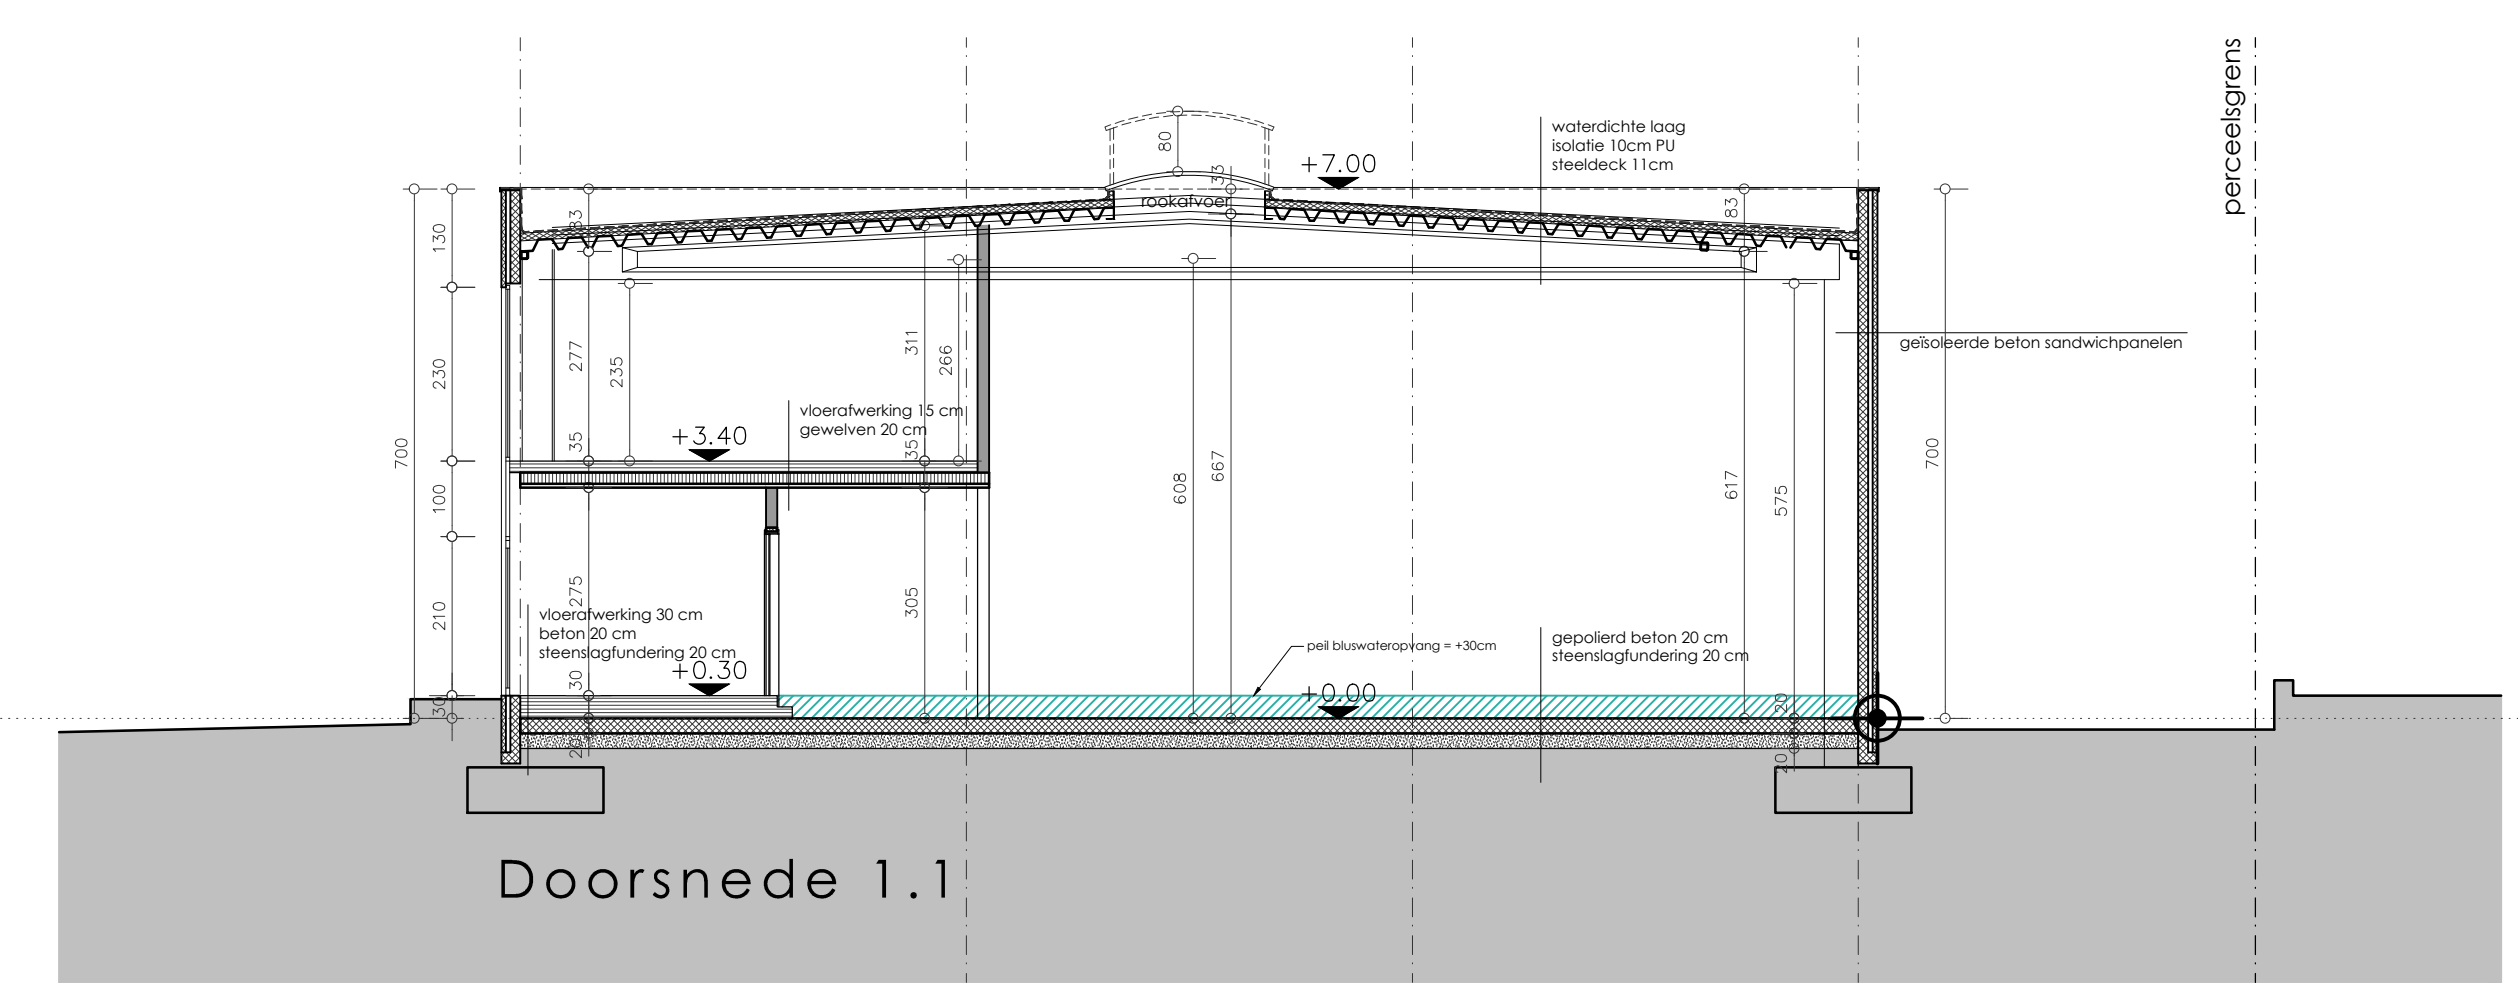 perceelsgrens
80
33
+7.00
waterdichte laag
isolatie 10cm PU
steeldeck 11cm
rookafvoer
83
83
130
230
100
210
30
700
277
235
35
311
266
35
+3.40
vloerafwerking 15 cm
gewelven 20 cm
608
667
617
575
700
geïsoleerde beton sandwichpanelen
275
305
vloerafwerking 30 cm
beton 20 cm
steenslagfundering 20 cm
+0.30
30
20
peil bluswateropvang = +30cm
+0.00
gepolierd beton 20 cm
steenslagfundering 20 cm
20
20
Doorsnede 1.1